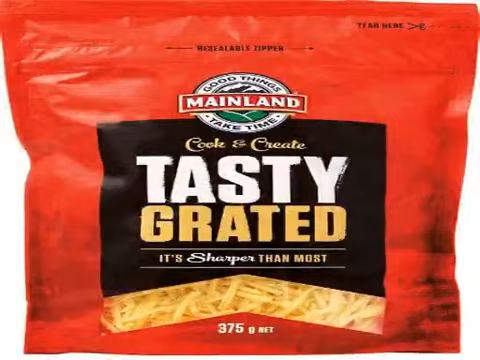 TEAR HERE
RESEALABLE ZIPPER
GOOD THINGS
MAINLAND
TAKE TIME
Cook & Create
TASTY
GRATED
IT'S Sharper THAN MOST
375 g NET